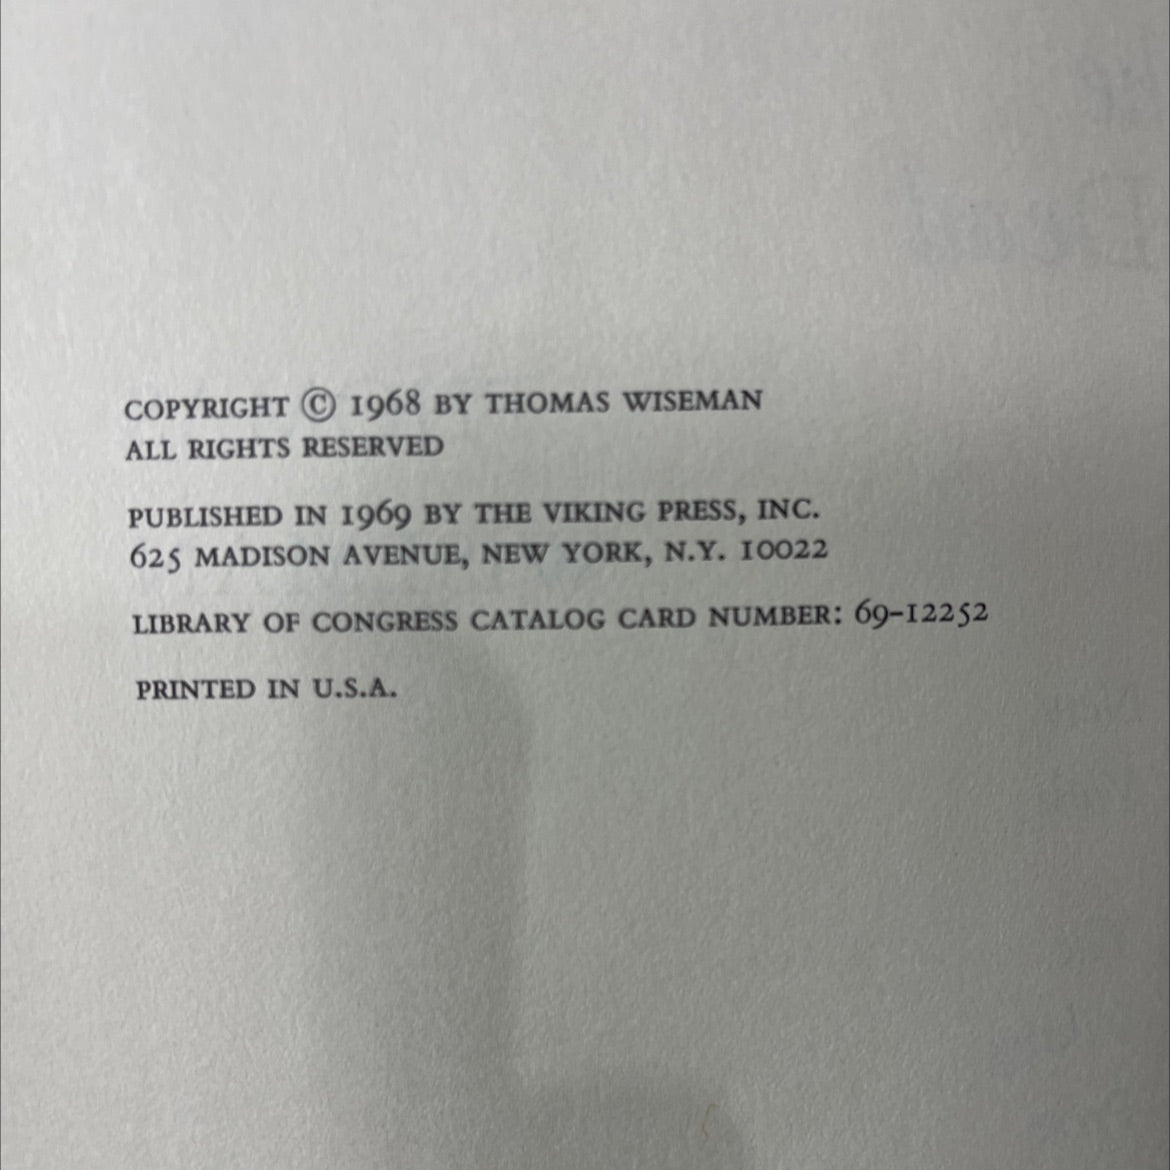 COPYRIGHT © 1968 BY THOMAS WISEMAN
ALL RIGHTS RESERVED
PUBLISHED IN 1969 BY THE VIKING PRESS, INC.
625 MADISON AVENUE, NEW YORK, N.Y. 10022
LIBRARY OF CONGRESS CATALOG CARD NUMBER: 69-12252
PRINTED IN U.S.A.